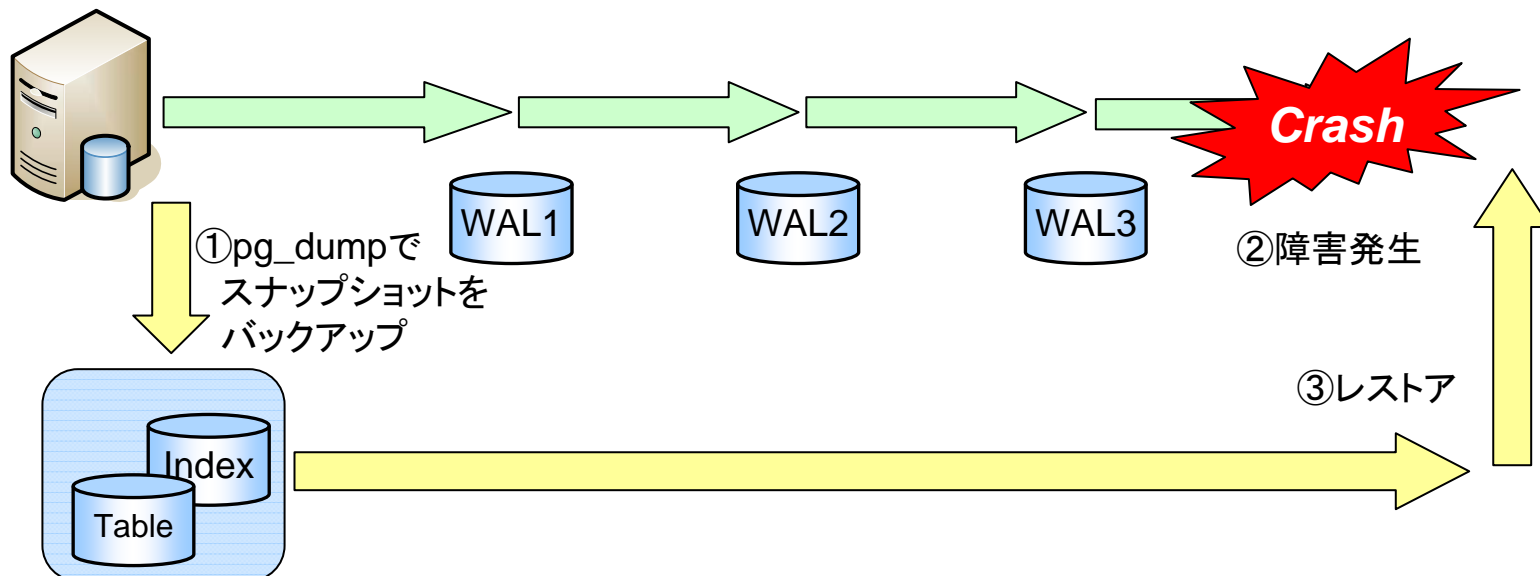 Crash
WAL1
WAL2
WAL3
①pg_dumpで
スナップショットを
バックアップ
②障害発生
③レストア
Index
Table